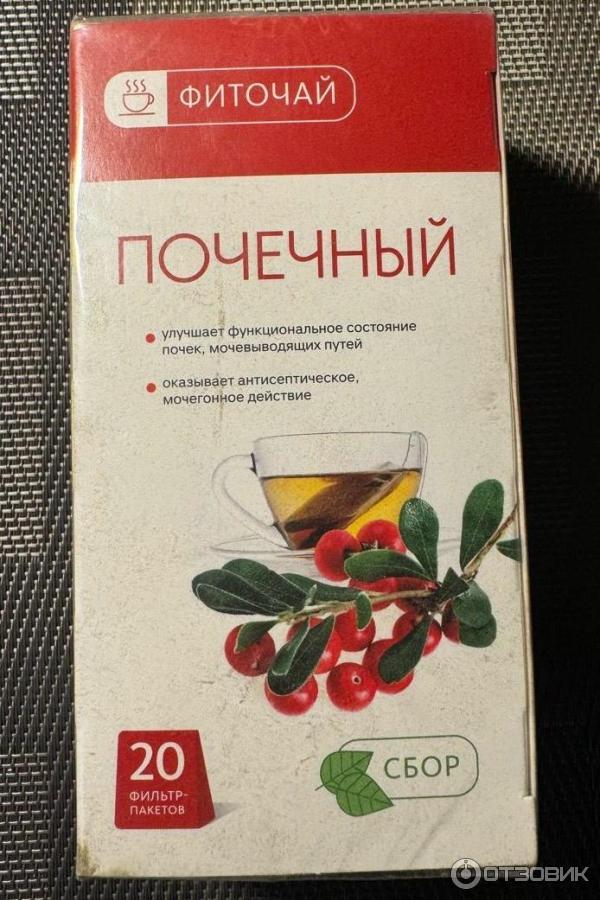 ФИТОЧАЙ
ПОЧЕЧНЫЙ
улучшает функциональное состояние
почек, мочевыводящих путей
оказывает антисептическое,
мочегонное действие
20
ФИЛЬТР-
ПАКЕТОВ
СБОР
ОТЗОВИК